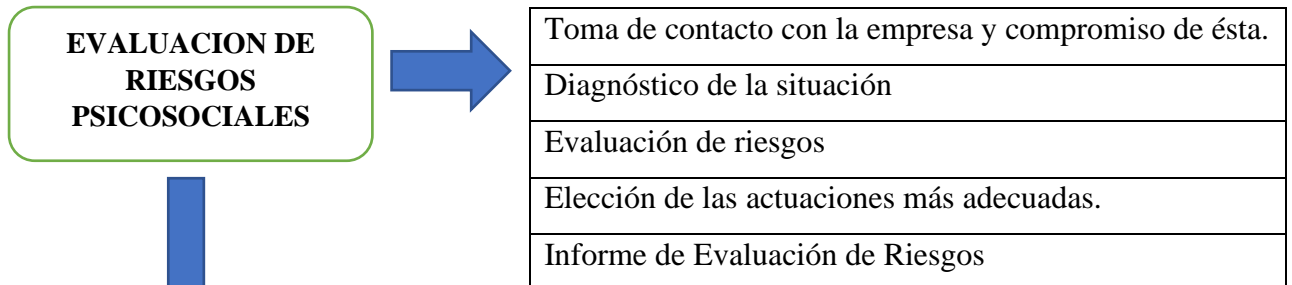 EVALUACION DE
RIESGOS
PSICOSOCIALES
Toma de contacto con la empresa y compromiso de ésta.
Diagnóstico de la situación
Evaluación de riesgos
Elección de las actuaciones más adecuadas.
Informe de Evaluación de Riesgos